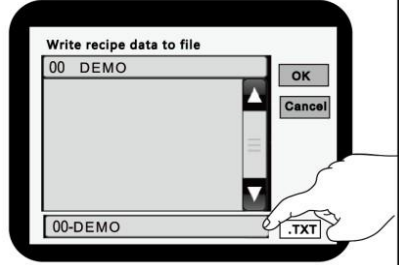 Write recipe data to file
00 DEMO
OK
Cancel
00-DEMO
.TXT